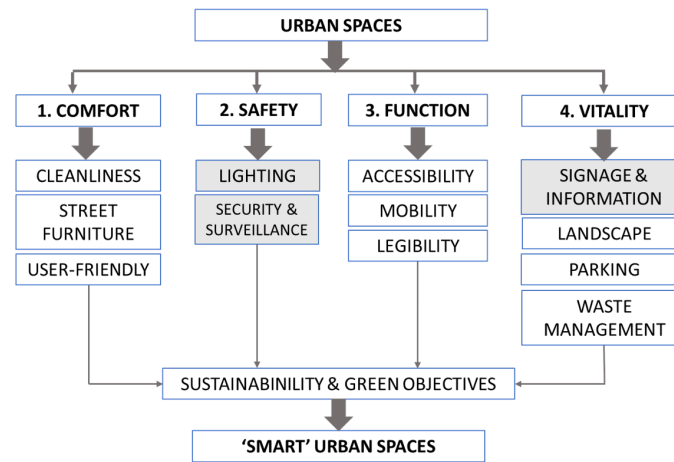 URBAN SPACES
1. COMFORT
2. SAFETY
3. FUNCTION
4. VITALITY
CLEANLINESS
STREET
FURNITURE
USER-FRIENDLY
LIGHTING
SECURITY &
SURVEILLANCE
ACCESSIBILITY
MOBILITY
LEGIBILITY
SIGNAGE &
INFORMATION
LANDSCAPE
PARKING
WASTE
MANAGEMENT
SUSTAINABINILITY & GREEN OBJECTIVES
‘SMART’ URBAN SPACES